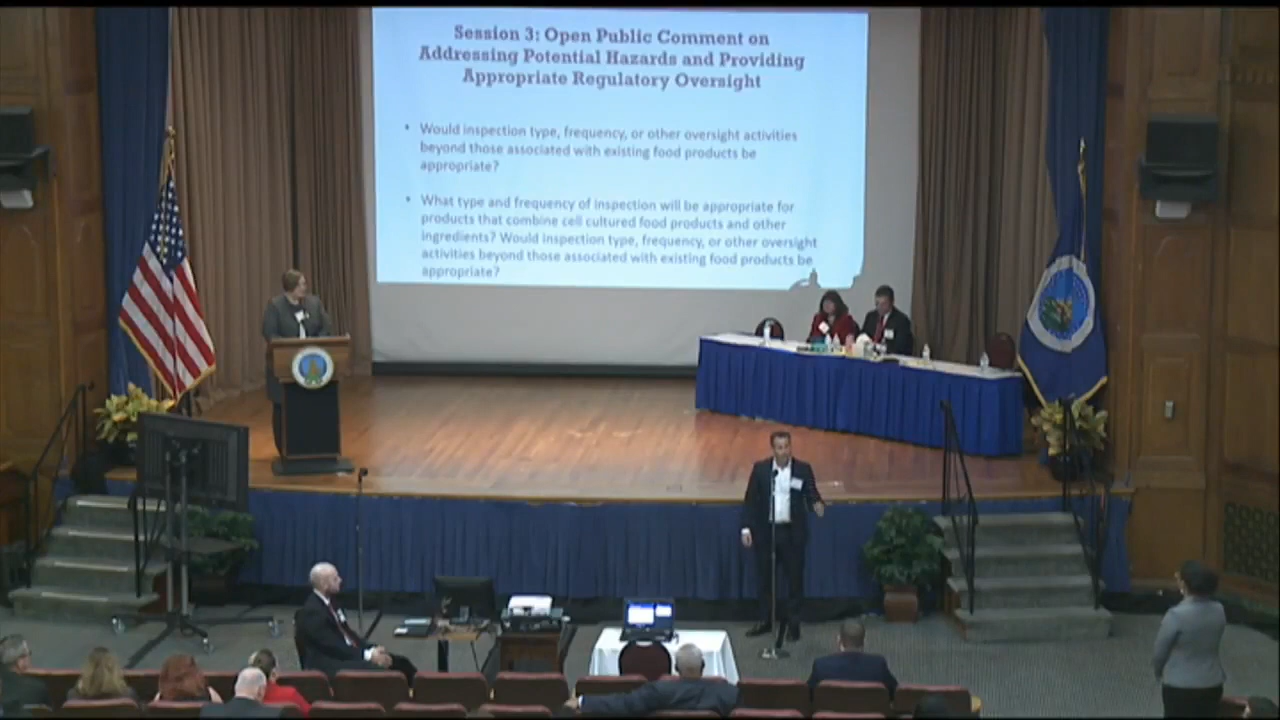 Session 3: Open Public Comment on
Addressing Potential Hazards and Providing
Appropriate Regulatory Oversight
• Would inspection type, frequency, or other oversight activities
beyond those associated with existing food products be
appropriate?
• What type and frequency of inspection will be appropriate for
products that combine cell cultured food products and other
ingredients? Would inspection type, frequency, or other oversight
activities beyond those associated with existing food products be
appropriate?